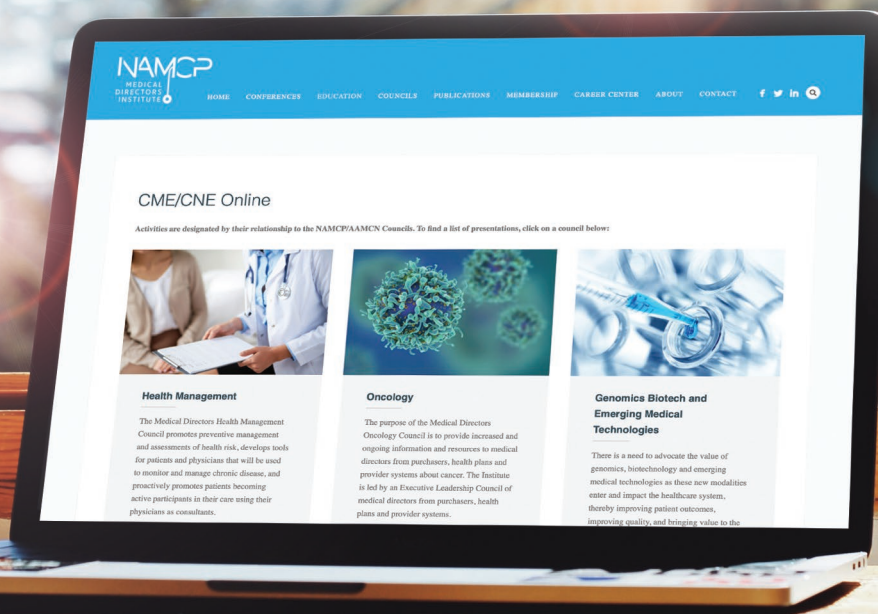 NAMCP
MEDICAL
DIRECTORS
INSTITUTE
HOME CONFERENCES EDUCATION COUNCILS PUBLICATIONS MEMBERSHIP CAREER CENTER ABOUT CONTACT
CME/CNE Online
Activities are designated by their relationship to the NAMCP/AAMCN Councils. To find a list of presentations, click on a council below:
Health Management
The Medical Directors Health Management
Council promotes preventive management
and assessments of health risk, develops tools
for patients and physicians that will be used
to monitor and manage chronic disease, and
proactively promotes patients becoming
active participants in their care using their
physicians as consultants.
Oncology
The purpose of the Medical Directors
Oncology Council is to provide increased and
ongoing information and resources to medical
directors from purchasers, health plans and
provider systems about cancer. The Institute
is led by an Executive Leadership Council of
medical directors from purchasers, health
plans and provider systems.
Genomics Biotech and
Emerging Medical
Technologies
There is a need to advocate the value of
genomics, biotechnology and emerging
medical technologies as these new modalities
enter and impact the healthcare system,
thereby improving patient outcomes,
improving quality, and bringing value to the